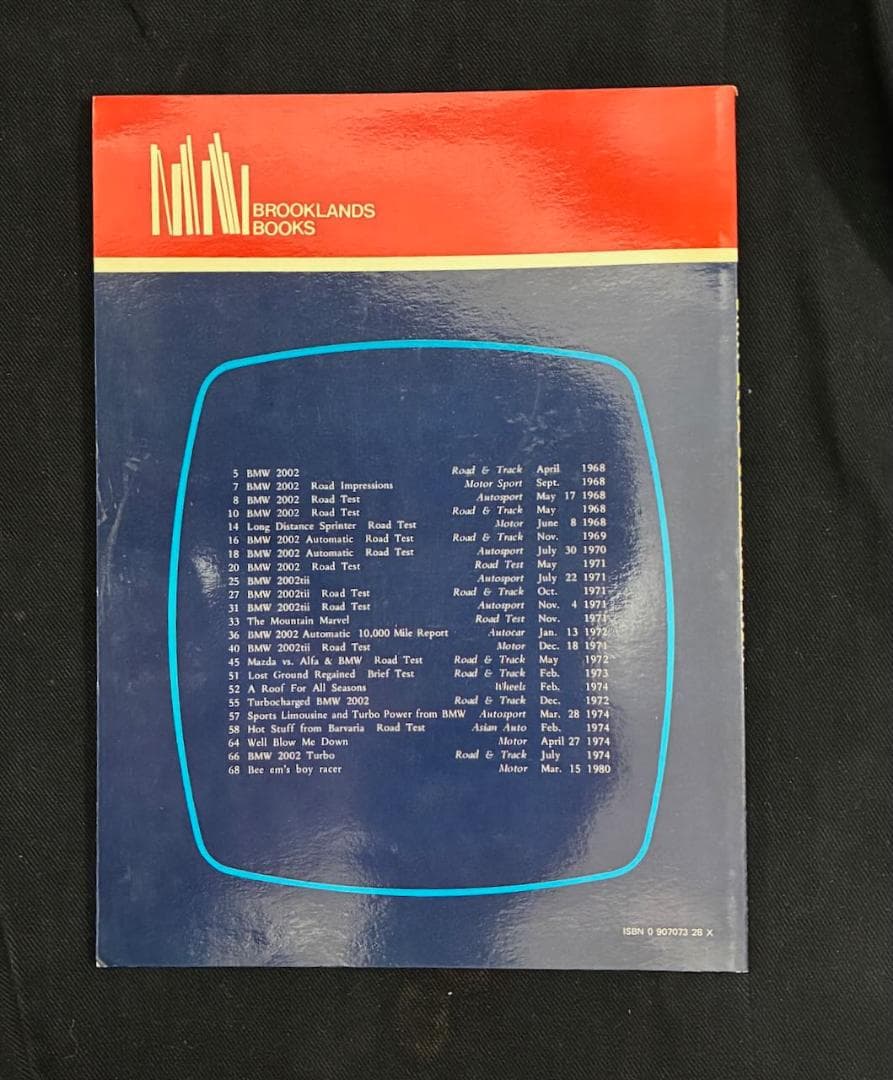 BROOKLANDS
BOOKS
5 BMW 2002 Road & Track April 1968
7 BMW 2002 Road Impressions Motor Sport Sept. 1968
8 BMW 2002 Road Test Autosport May 17 1968
10 BMW 2002 Road Test Road & Track May 1968
14 Long Distance Sprinter Road Test Motor June 8 1968
16 BMW 2002 Automatic Road Test Road & Track Nov. 1969
18 BMW 2002 Automatic Road Test Autosport July 30 1970
20 BMW 2002 Road Test Road Test May 1971
25 BMW 2002tii Autosport July 22 1971
27 BMW 2002tii Road Test Road & Track Oct. 1971
31 BMW 2002tii Road Test Autosport Nov. 4 1971
33 The Mountain Marvel Road Test Nov. 1971
36 BMW 2002 Automatic 10,000 Mile Report Autocar Jan. 13 1972
40 BMW 2002tii Road Test Motor Dec. 18 1971
45 Mazda vs. Alfa & BMW Road Test Road & Track May 1972
51 Lost Ground Regained Brief Test Road & Track Feb. 1973
52 A Roof For All Seasons Wheels Feb. 1974
55 Turbocharged BMW 2002 Road & Track Dec. 1972
57 Sports Limousine and Turbo Power from BMW Autosport Mar. 28 1974
58 Hot Stuff from Barvaria Road Test Asian Auto Feb. 1974
64 Well Blow Me Down Motor April 27 1974
66 BMW 2002 Turbo Road & Track July 1974
68 Bee em's boy racer Motor Mar. 15 1980
ISBN 0 907073 28 X